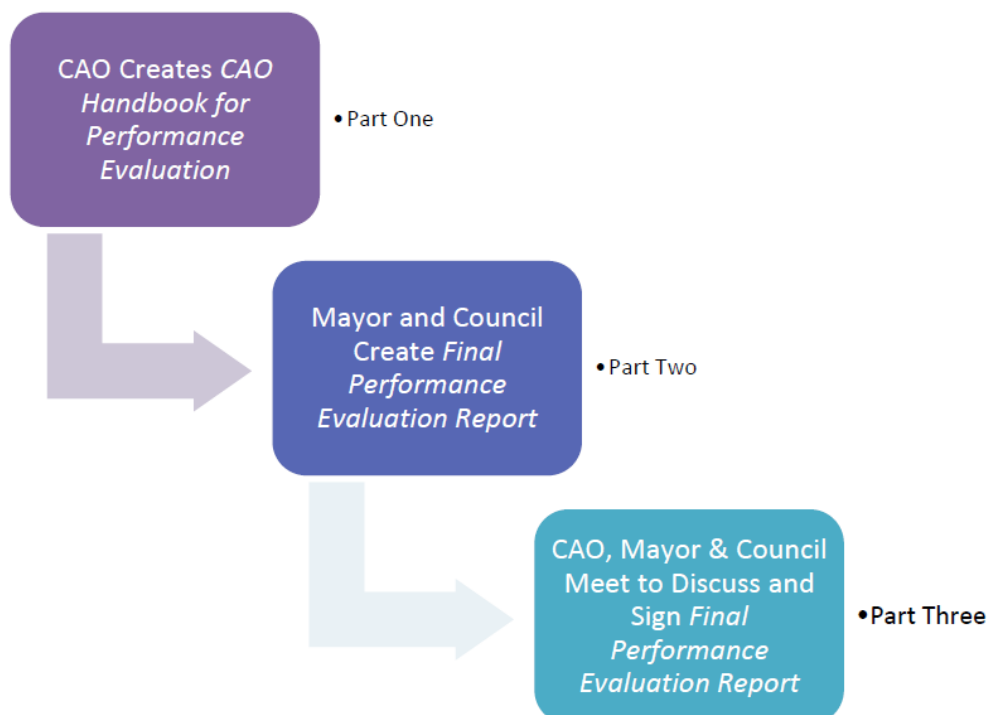 CAO Creates CAO
Handbook for
Performance
Evaluation
•Part One
Mayor and Council
Create Final
Performance
Evaluation Report
•Part Two
CAO, Mayor & Council
Meet to Discuss and
Sign Final
Performance
Evaluation Report
•Part Three